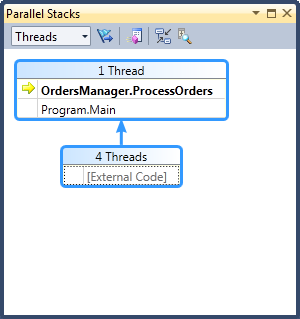 Parallel Stacks
Threads
1 Thread
OrdersManager.ProcessOrders
Program.Main
4 Threads
[External Code]